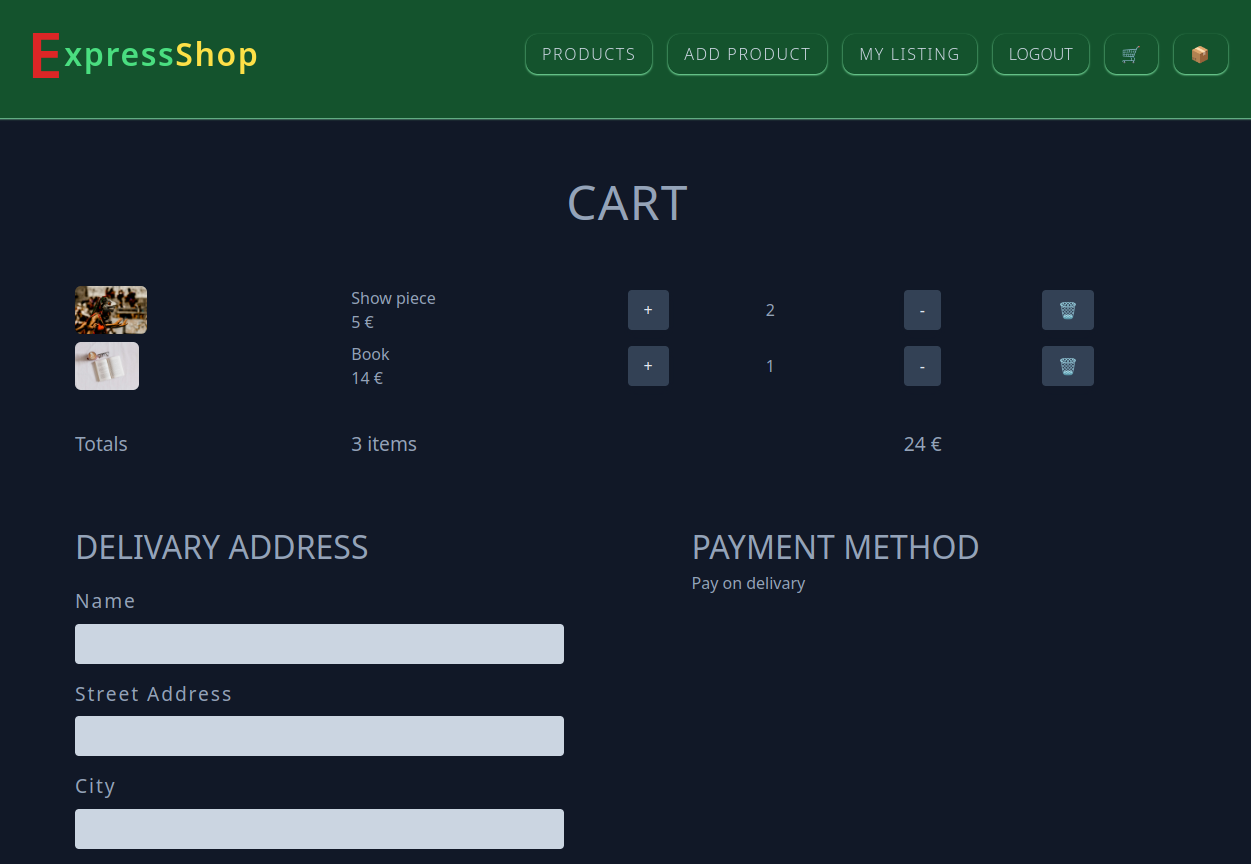 ExpressShop
PRODUCTS
ADD PRODUCT
MY LISTING
LOGOUT
CART
Show piece
5 €
+
2
-
Book
14 €
+
1
-
Totals
3 items
24 €
DELIVARY ADDRESS
PAYMENT METHOD
Pay on delivary
Name
Street Address
City